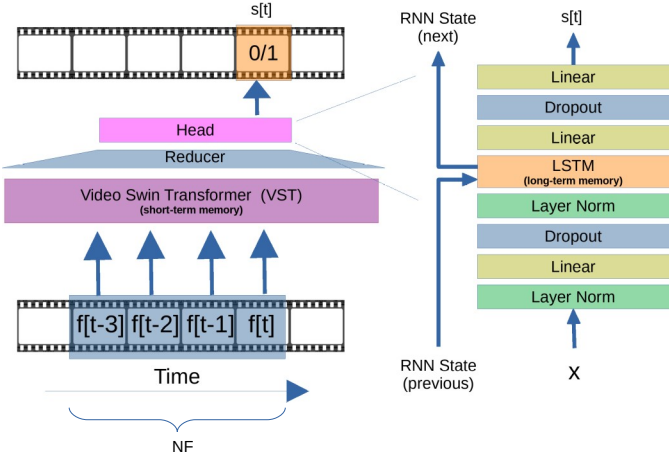 s[t]
0/1
Head
Reducer
Video Swin Transformer (VST)
(short-term memory)
f[t-3] f[t-2] f[t-1] f[t]
Time
NF
RNN State
(next)
s[t]
Linear
Dropout
Linear
LSTM
(long-term memory)
Layer Norm
Dropout
Linear
Layer Norm
RNN State
(previous)
x